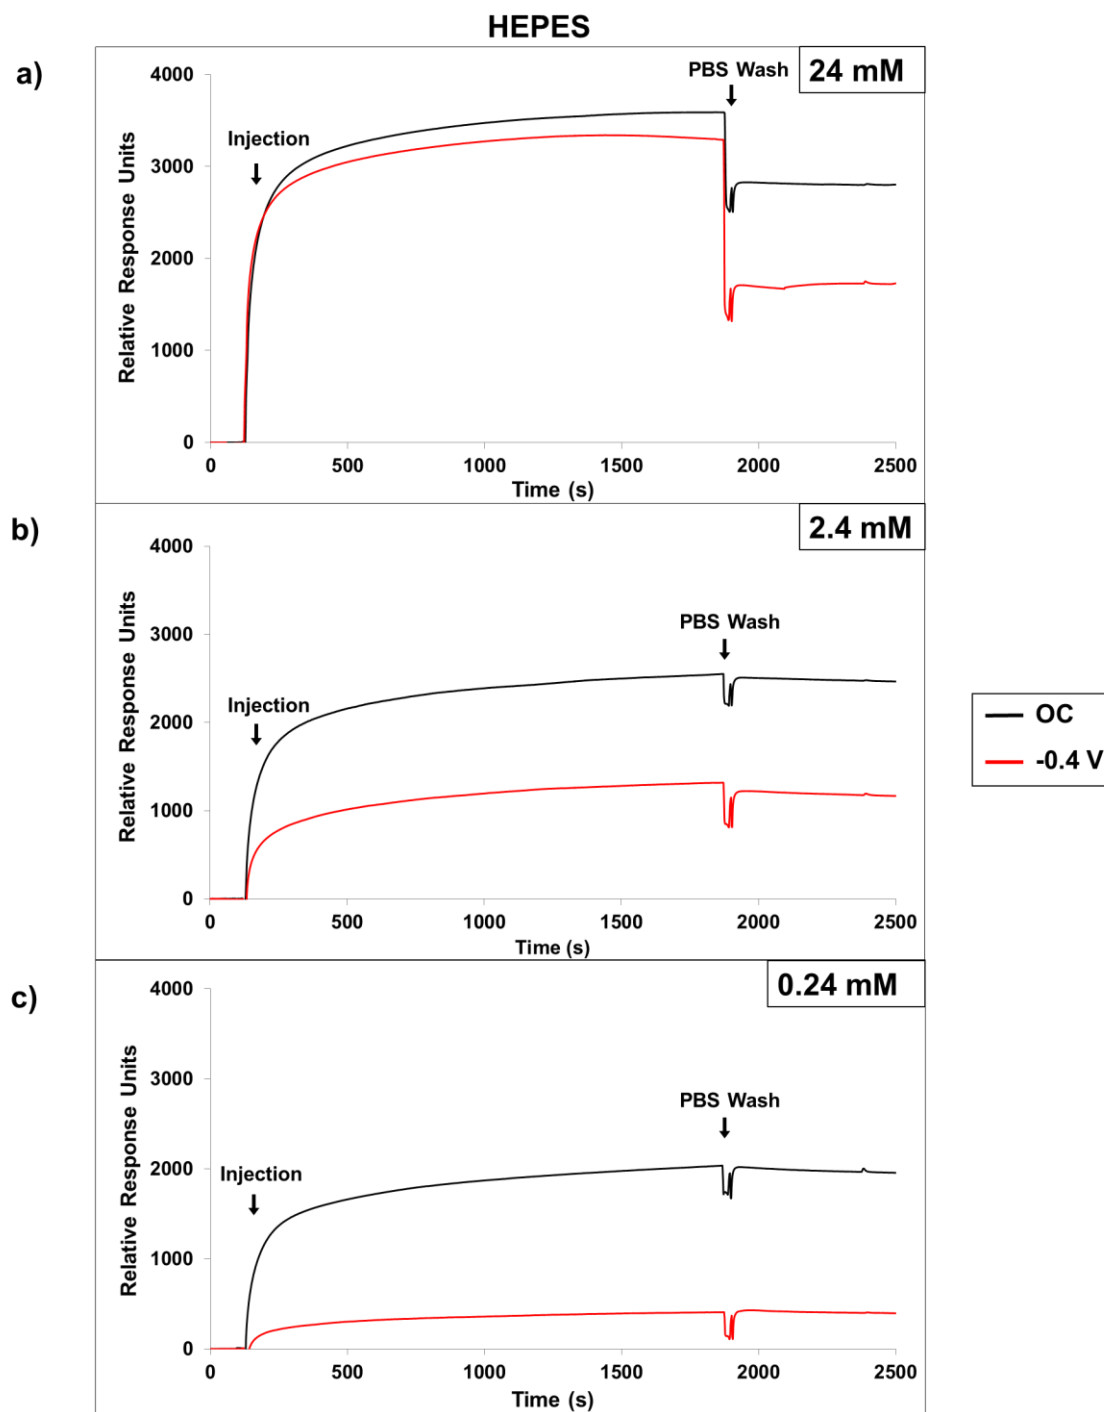 HEPES
a)
24 mM
PBS Wash
Injection
Relative Response Units
4000
3000
2000
1000
0
0 500 1000 1500 2000 2500
Time (s)
b)
2.4 mM
PBS Wash
Injection
Relative Response Units
4000
3000
2000
1000
0
0 500 1000 1500 2000 2500
Time (s)
OC
-0.4 V
c)
0.24 mM
PBS Wash
Injection
Relative Response Units
4000
3000
2000
1000
0
0 500 1000 1500 2000 2500
Time (s)